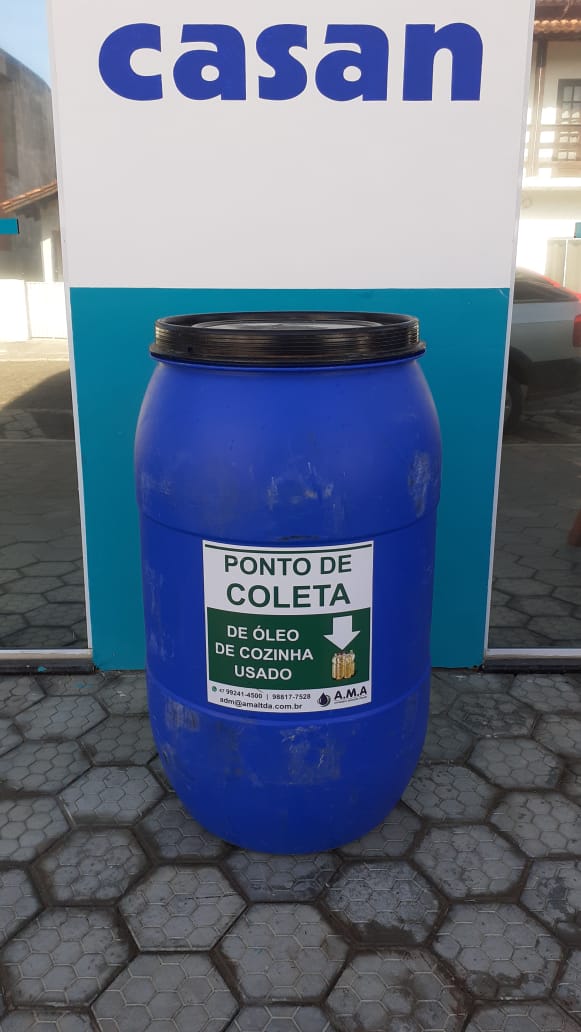 casan
PONTO DE
COLETA
DE ÓLEO
DE COZINHA
USADO
47 99241-4500 | 98817-7528
adm@amaltda.com.br
A.M.A